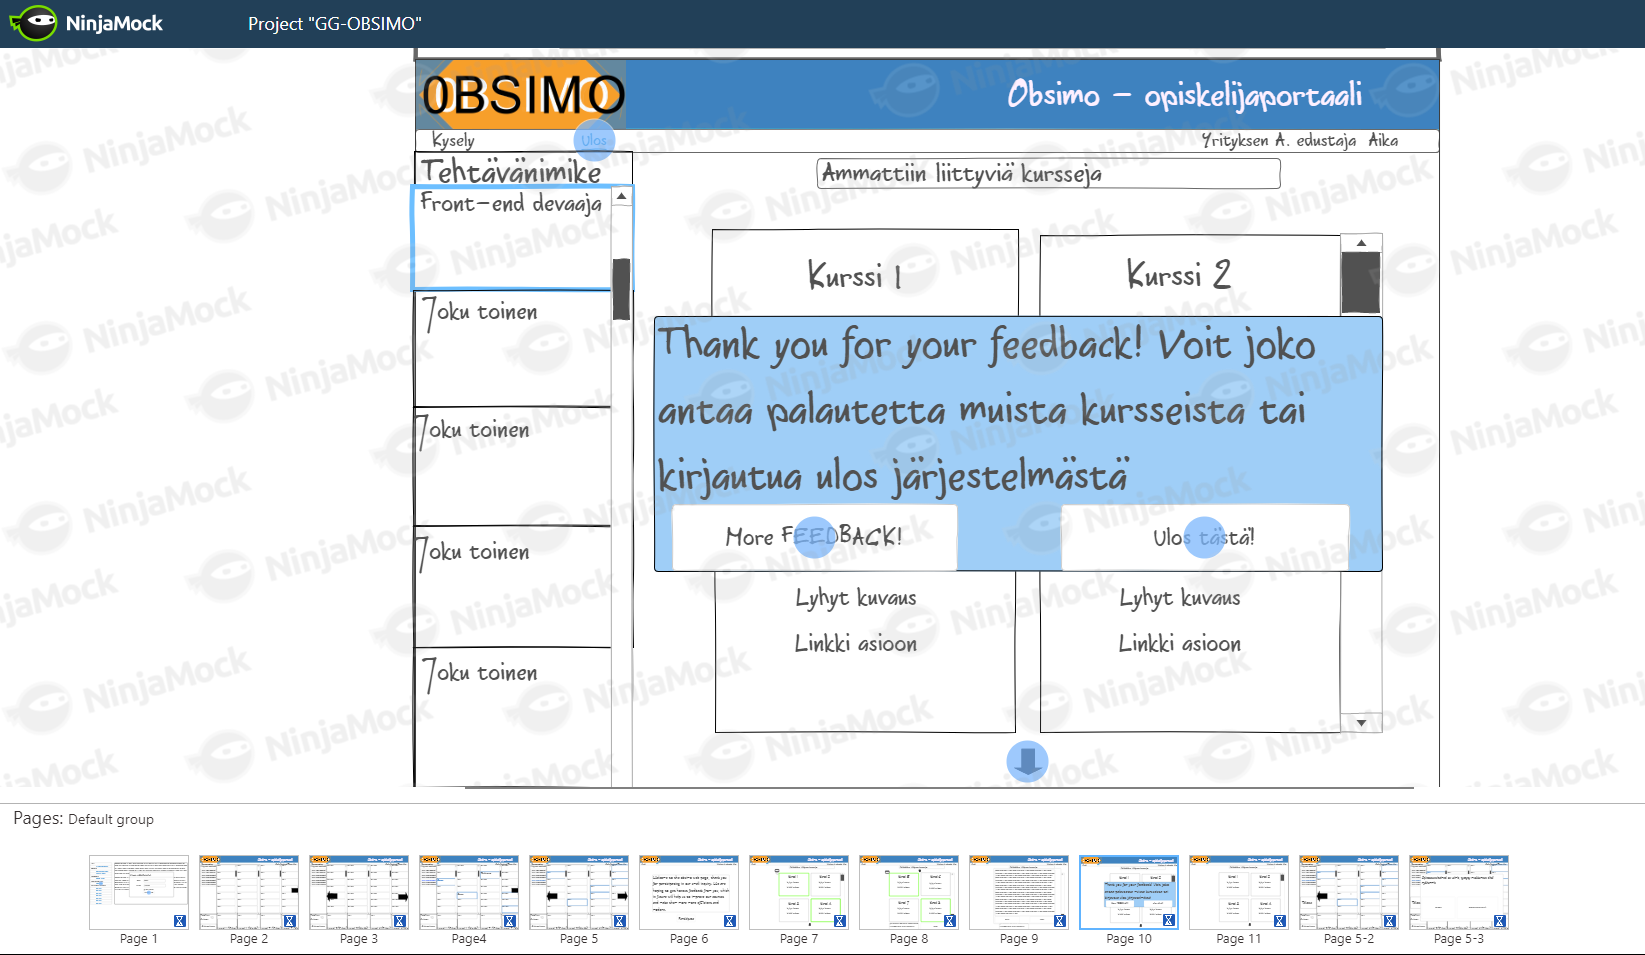 NinjaMock
Project "GG-OBSIMO"
OBSIMO
Obsimo - opiskelijaportaali
Kysely
Ulos
Yrityksen A. edustaja Aika
Tehtävänimike
Ammattiin liittyviä kursseja
Front-end devaaja
Joku toinen
Joku toinen
Joku toinen
Joku toinen
Kurssi 1
Kurssi 2
Thank you for your feedback! Voit joko
antaa palautetta muista kursseista tai
kirjautua ulos järjestelmästä
More FEEDBACK!
Ulos tästä!
Lyhyt kuvaus
Linkki asioon
Lyhyt kuvaus
Linkki asioon
Pages: Default group
Page 1
Page 2
Page 3
Page4
Page 5
Page 6
Page 7
Page 8
Page 9
Page 10
Page 11
Page 5-2
Page 5-3